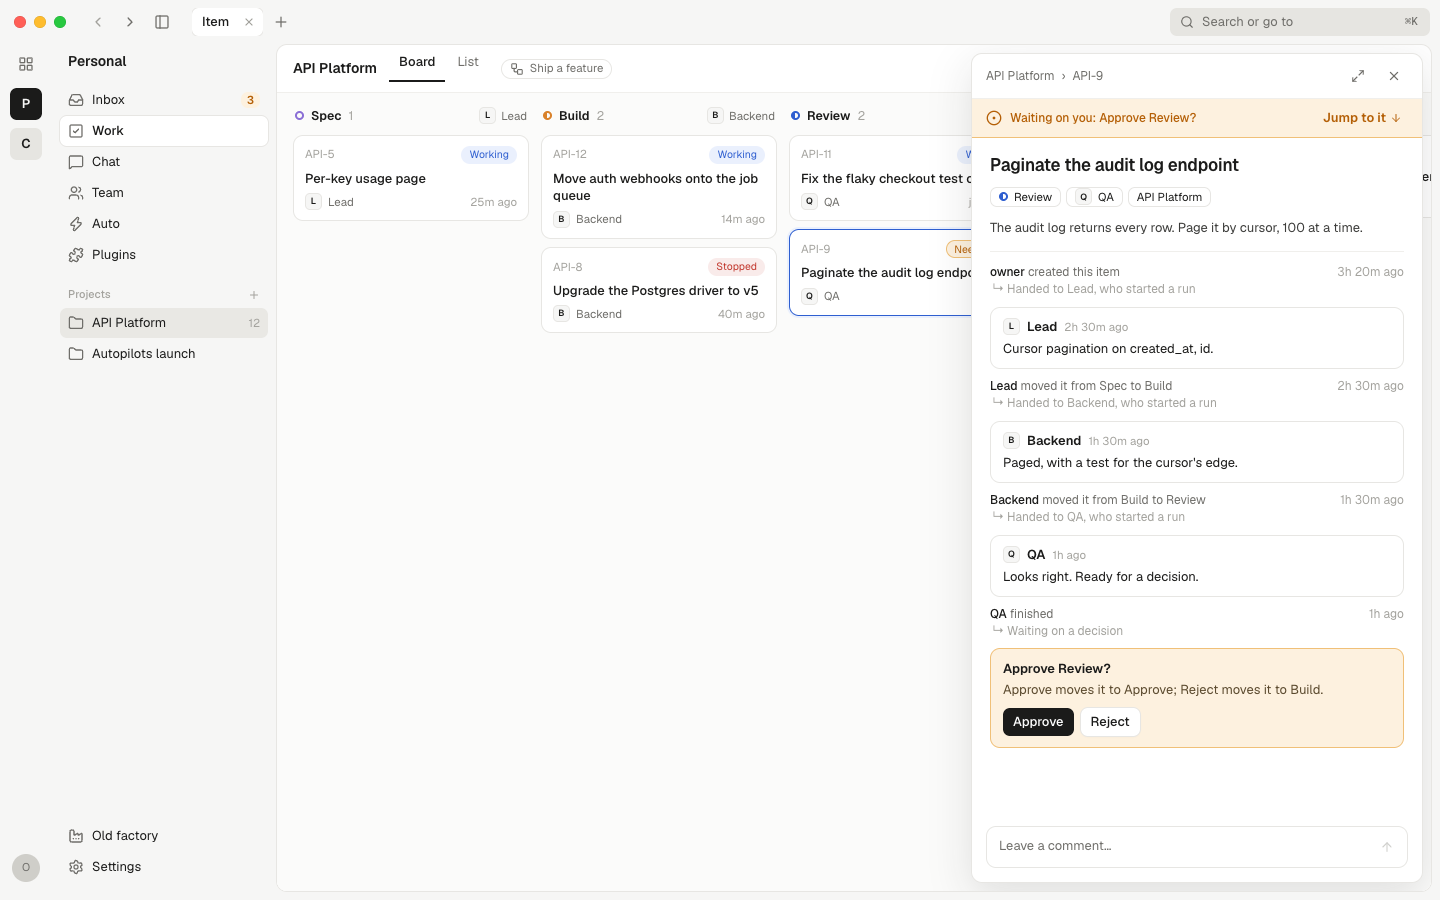 Item
Search or go to
⌘K
P
C
Personal
Inbox
3
Work
Chat
Team
Auto
Plugins
Projects
API Platform
12
Autopilots launch
Old factory
Settings
O
API Platform
Board
List
Ship a feature
Spec 1
L Lead
API-5
Working
Per-key usage page
L Lead
25m ago
Build 2
B Backend
API-12
Working
Move auth webhooks onto the job
queue
B Backend
14m ago
API-8
Stopped
Upgrade the Postgres driver to v5
B Backend
40m ago
Review 2
API-11
Fix the flaky checkout test
Q QA
API-9
Paginate the audit log
Q QA
API Platform › API-9
Waiting on you: Approve Review?
Jump to it ↓
Paginate the audit log endpoint
Review
Q QA
API Platform
The audit log returns every row. Page it by cursor, 100 at a time.
owner created this item
3h 20m ago
Handed to Lead, who started a run
L Lead 2h 30m ago
Cursor pagination on created_at, id.
Lead moved it from Spec to Build
2h 30m ago
Handed to Backend, who started a run
B Backend 1h 30m ago
Paged, with a test for the cursor's edge.
Backend moved it from Build to Review
1h 30m ago
Handed to QA, who started a run
Q QA 1h ago
Looks right. Ready for a decision.
QA finished
1h ago
Waiting on a decision
Approve Review?
Approve moves it to Approve; Reject moves it to Build.
Approve
Reject
Leave a comment...